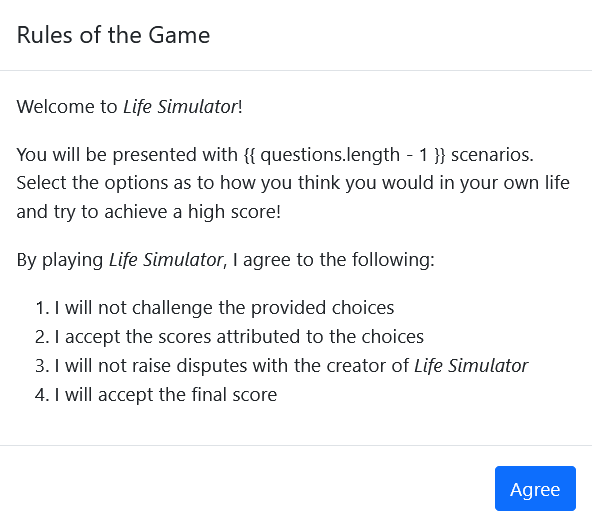 Rules of the Game
Welcome to Life Simulator!
You will be presented with {{ questions.length - 1 }} scenarios.
Select the options as to how you think you would in your own life
and try to achieve a high score!
By playing Life Simulator, I agree to the following:
1. I will not challenge the provided choices
2. I accept the scores attributed to the choices
3. I will not raise disputes with the creator of Life Simulator
4. I will accept the final score
Agree